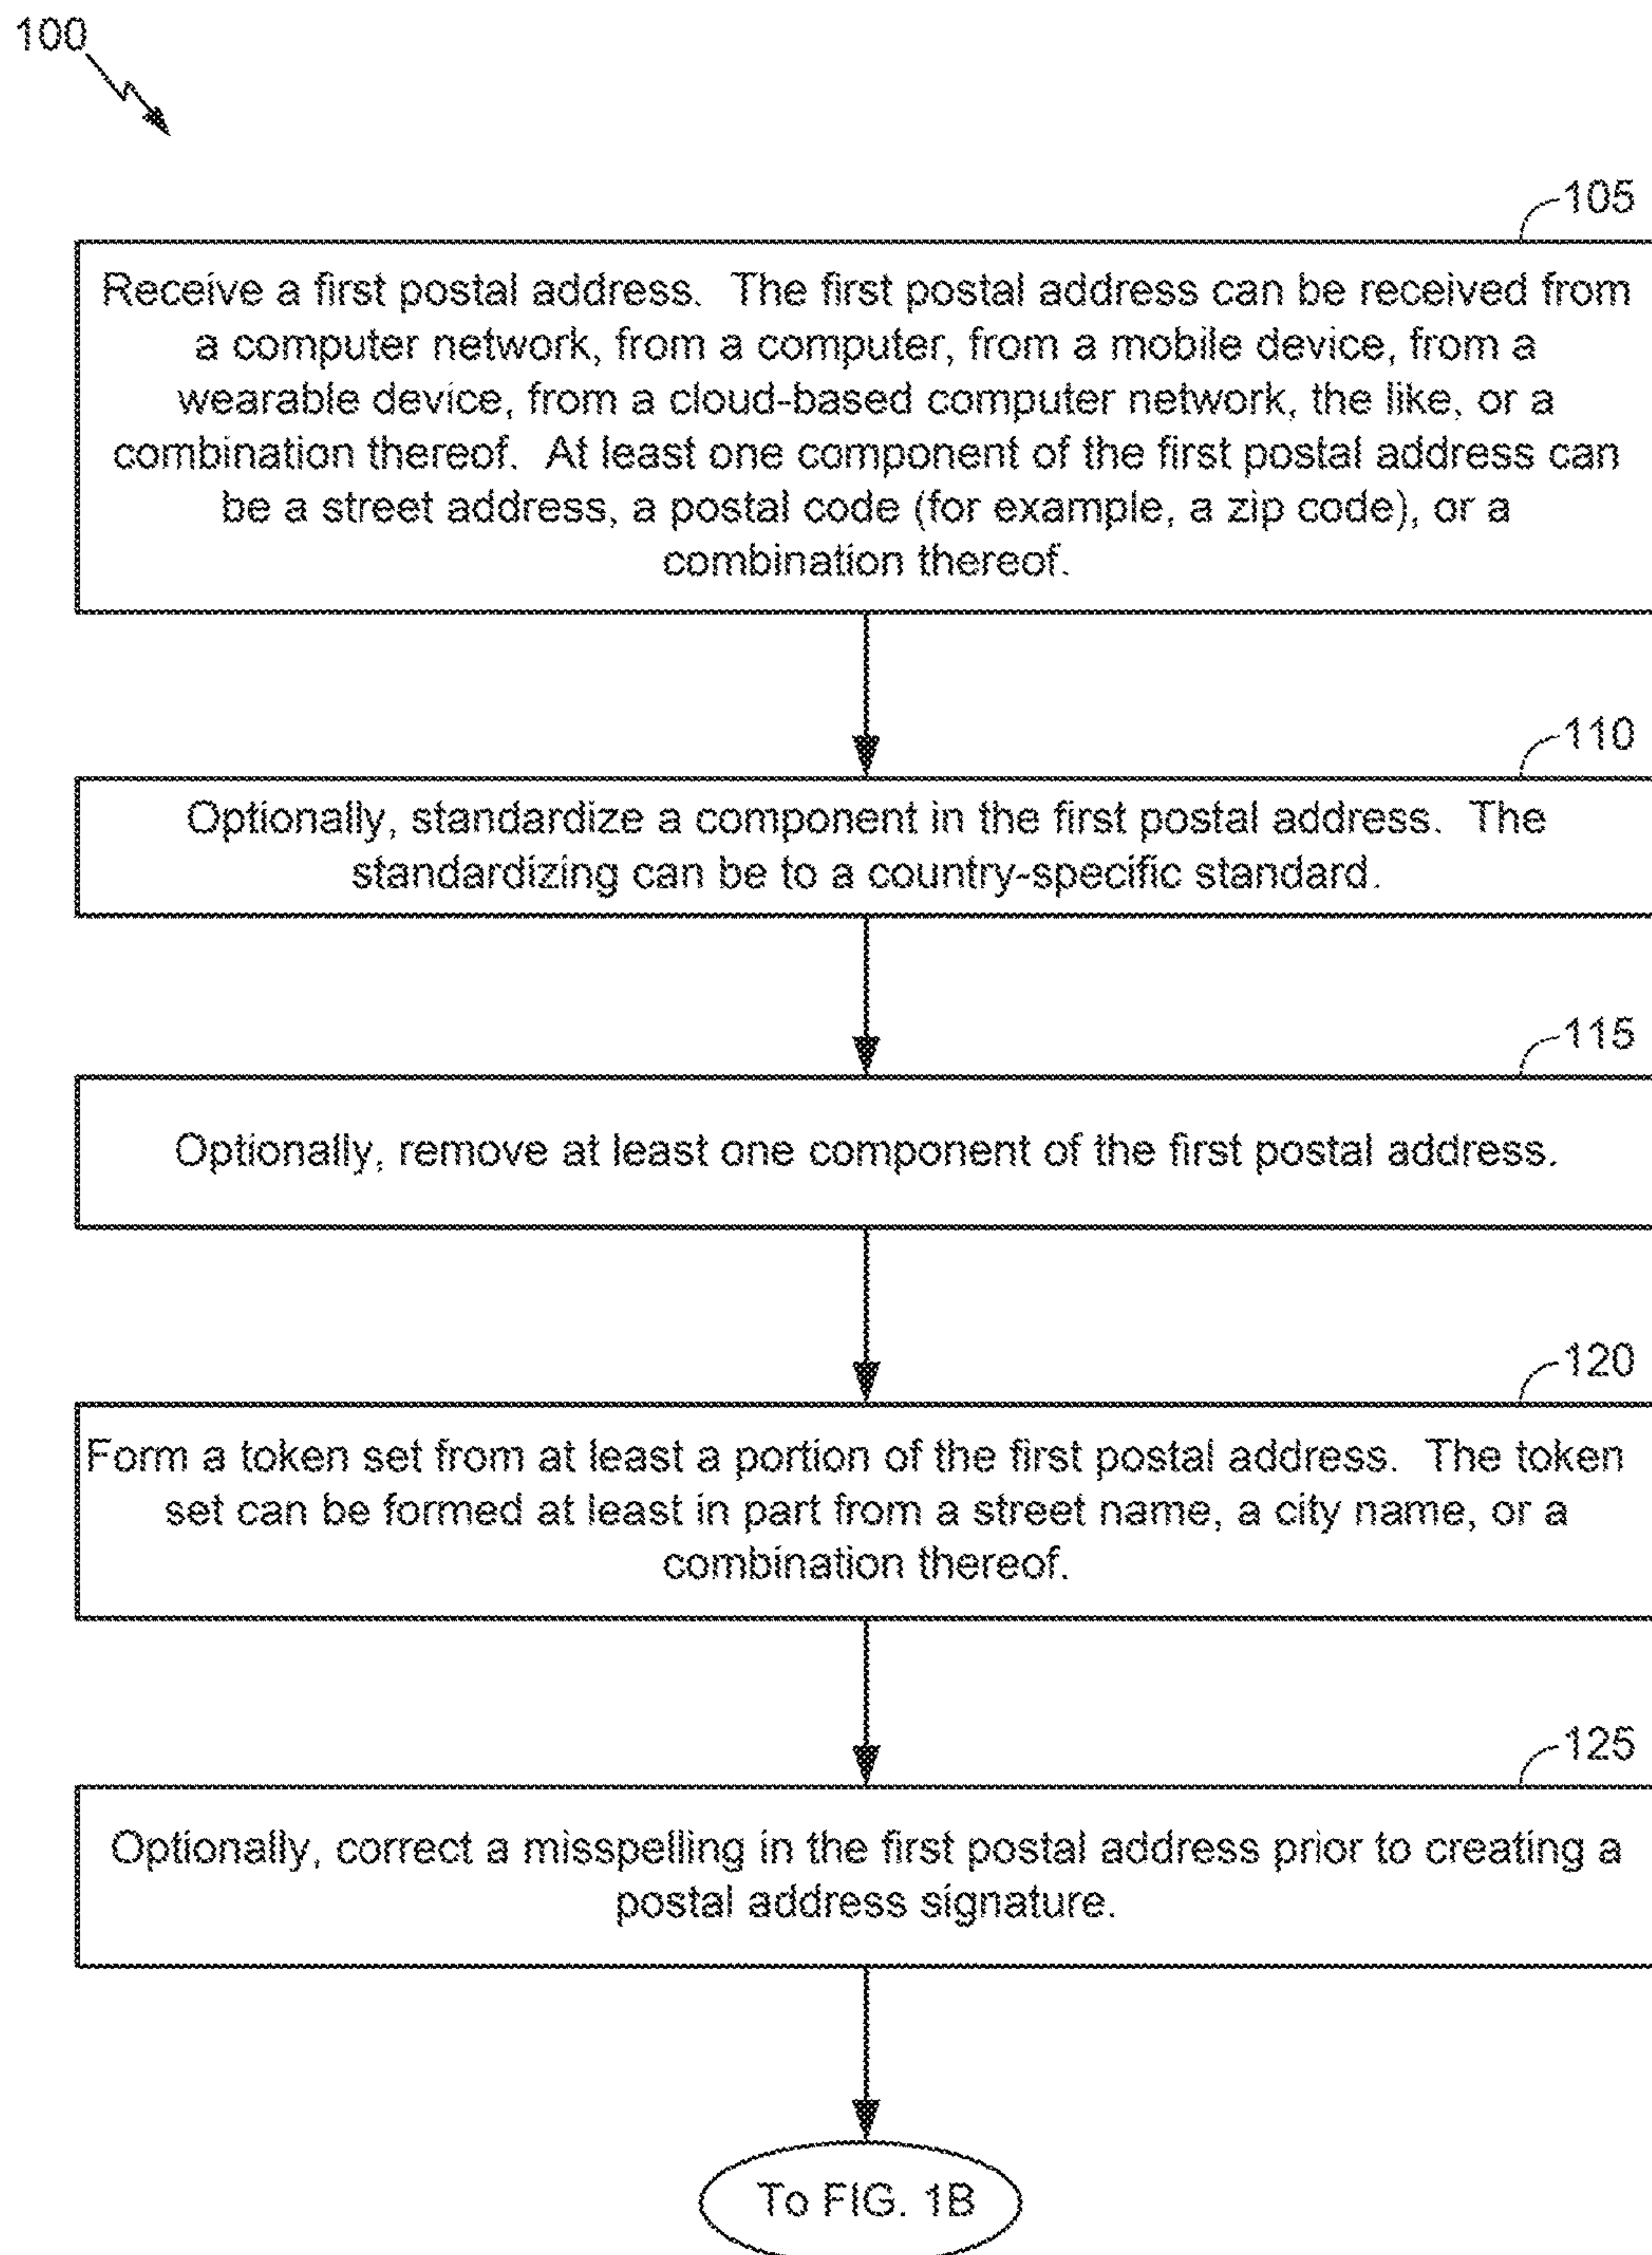 100
105
Receive a first postal address. The first postal address can be received from
a computer network, from a computer, from a mobile device, from a
wearable device, from a cloud-based computer network, the like, or a
combination thereof. At least one component of the first postal address can
be a street address, a postal code (for example, a zip code), or a
combination thereof.
110
Optionally, standardize a component in the first postal address. The
standardizing can be to a country-specific standard.
115
Optionally, remove at least one component of the first postal address.
120
Form a token set from at least a portion of the first postal address. The token
set can be formed at least in part from a street name, a city name, or a
combination thereof.
125
Optionally, correct a misspelling in the first postal address prior to creating a
postal address signature.
To FIG. 1B